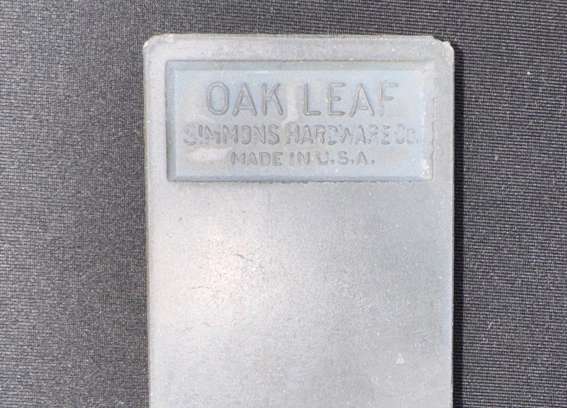 OAK LEAF
SIMMONS HARDWARE CO.
MADE IN U.S.A.